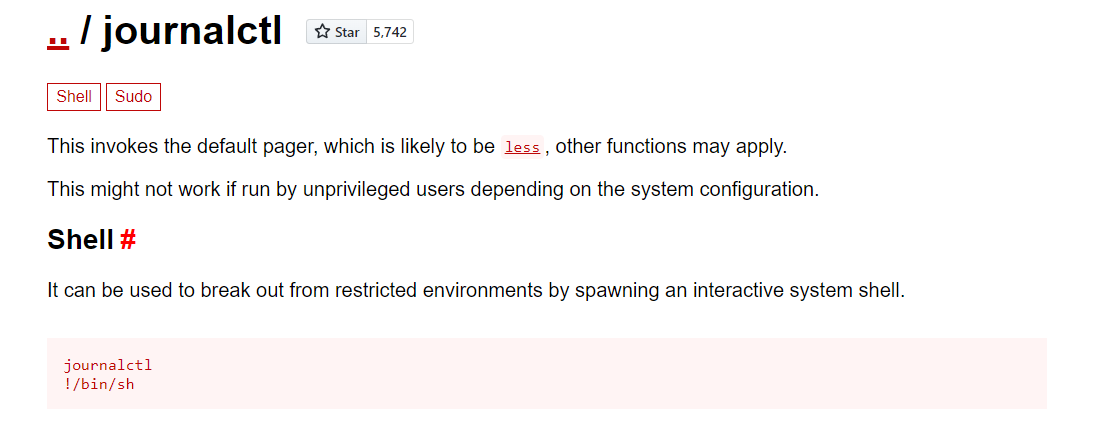 .. / journalctl Star 5,742
Shell Sudo
This invokes the default pager, which is likely to be less, other functions may apply.
This might not work if run by unprivileged users depending on the system configuration.
Shell #
It can be used to break out from restricted environments by spawning an interactive system shell.
journalctl
!/bin/sh